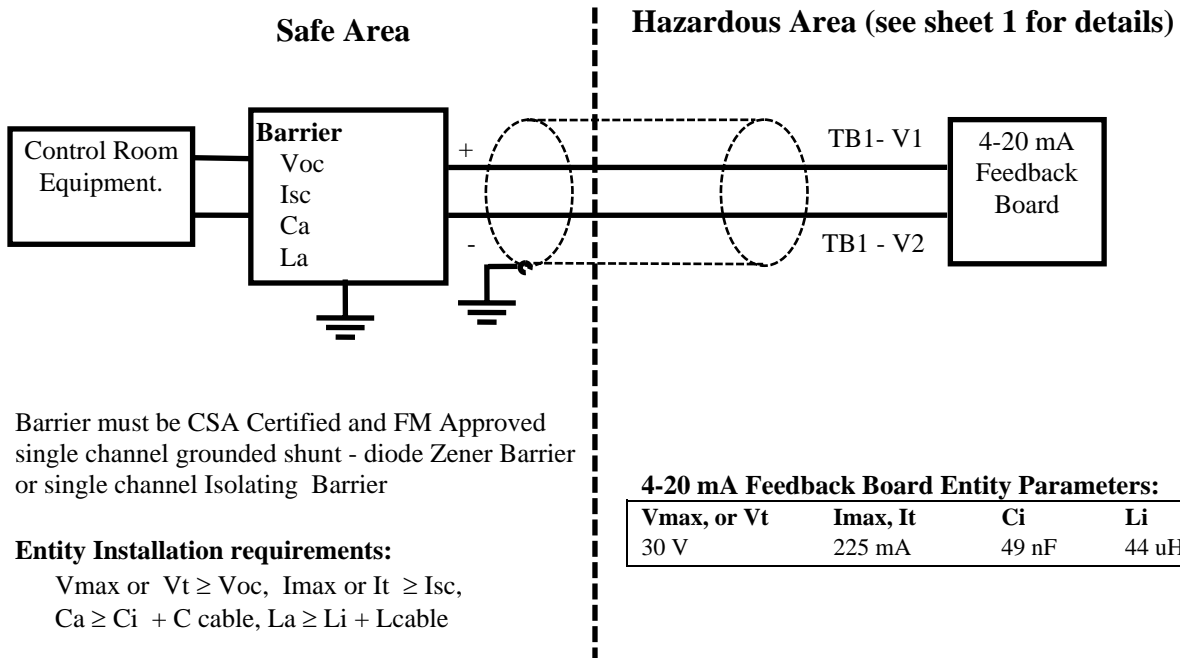 Safe Area
Hazardous Area (see sheet 1 for details)
Control Room
Equipment.
Barrier
Voc
Isc
Ca
La
+
-
TB1- V1
TB1 - V2
4-20 mA
Feedback
Board
Barrier must be CSA Certified and FM Approved
single channel grounded shunt - diode Zener Barrier
or single channel Isolating Barrier
Entity Installation requirements:
Vmax or Vt ≥ Voc, Imax or It ≥ Isc,
Ca ≥ Ci + C cable, La ≥ Li + Lcable
4-20 mA Feedback Board Entity Parameters:
Vmax, or Vt Imax, It Ci Li
30 V 225 mA 49 nF 44 uH